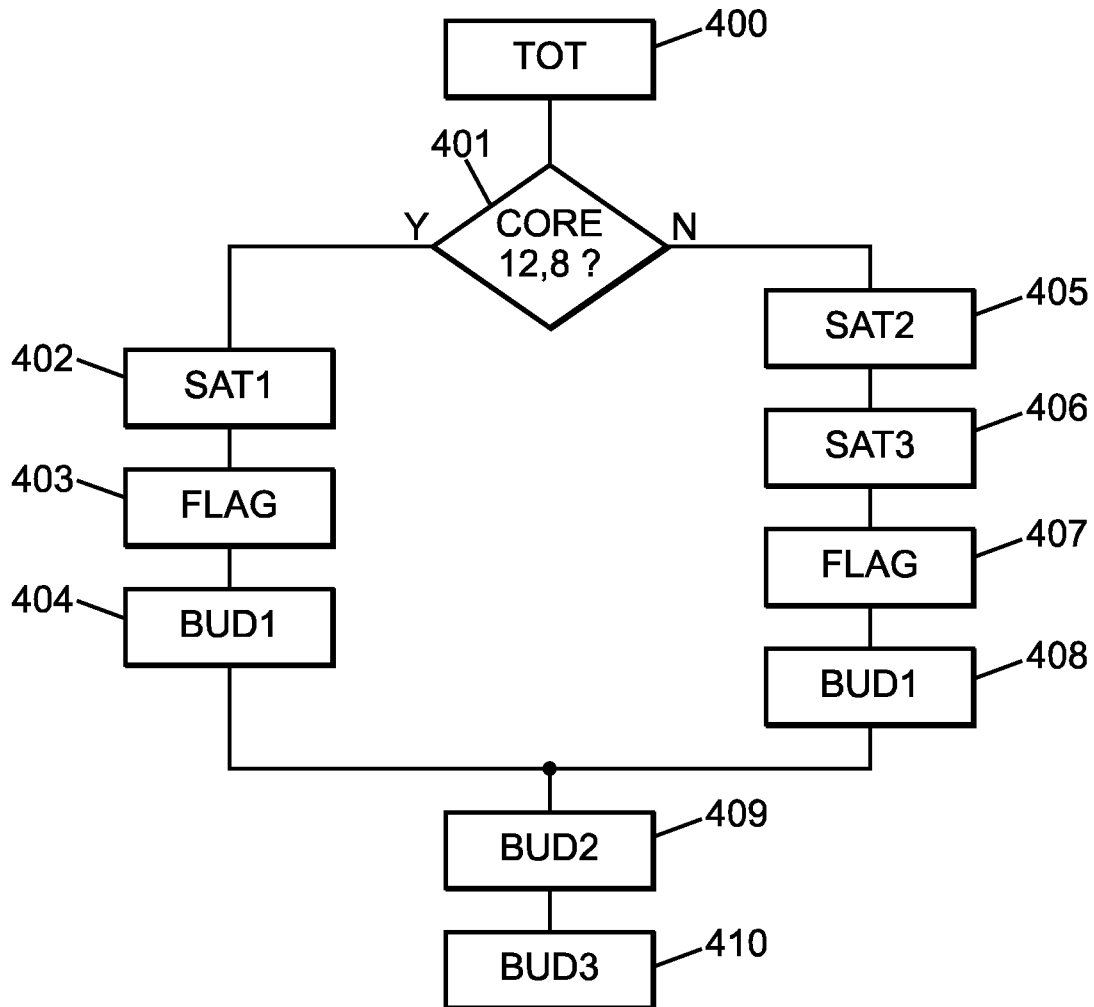 400
TOT
401
Y
CORE
12,8 ?
N
405
SAT2
402
SAT1
406
SAT3
403
FLAG
407
FLAG
404
BUD1
408
BUD1
409
BUD2
410
BUD3